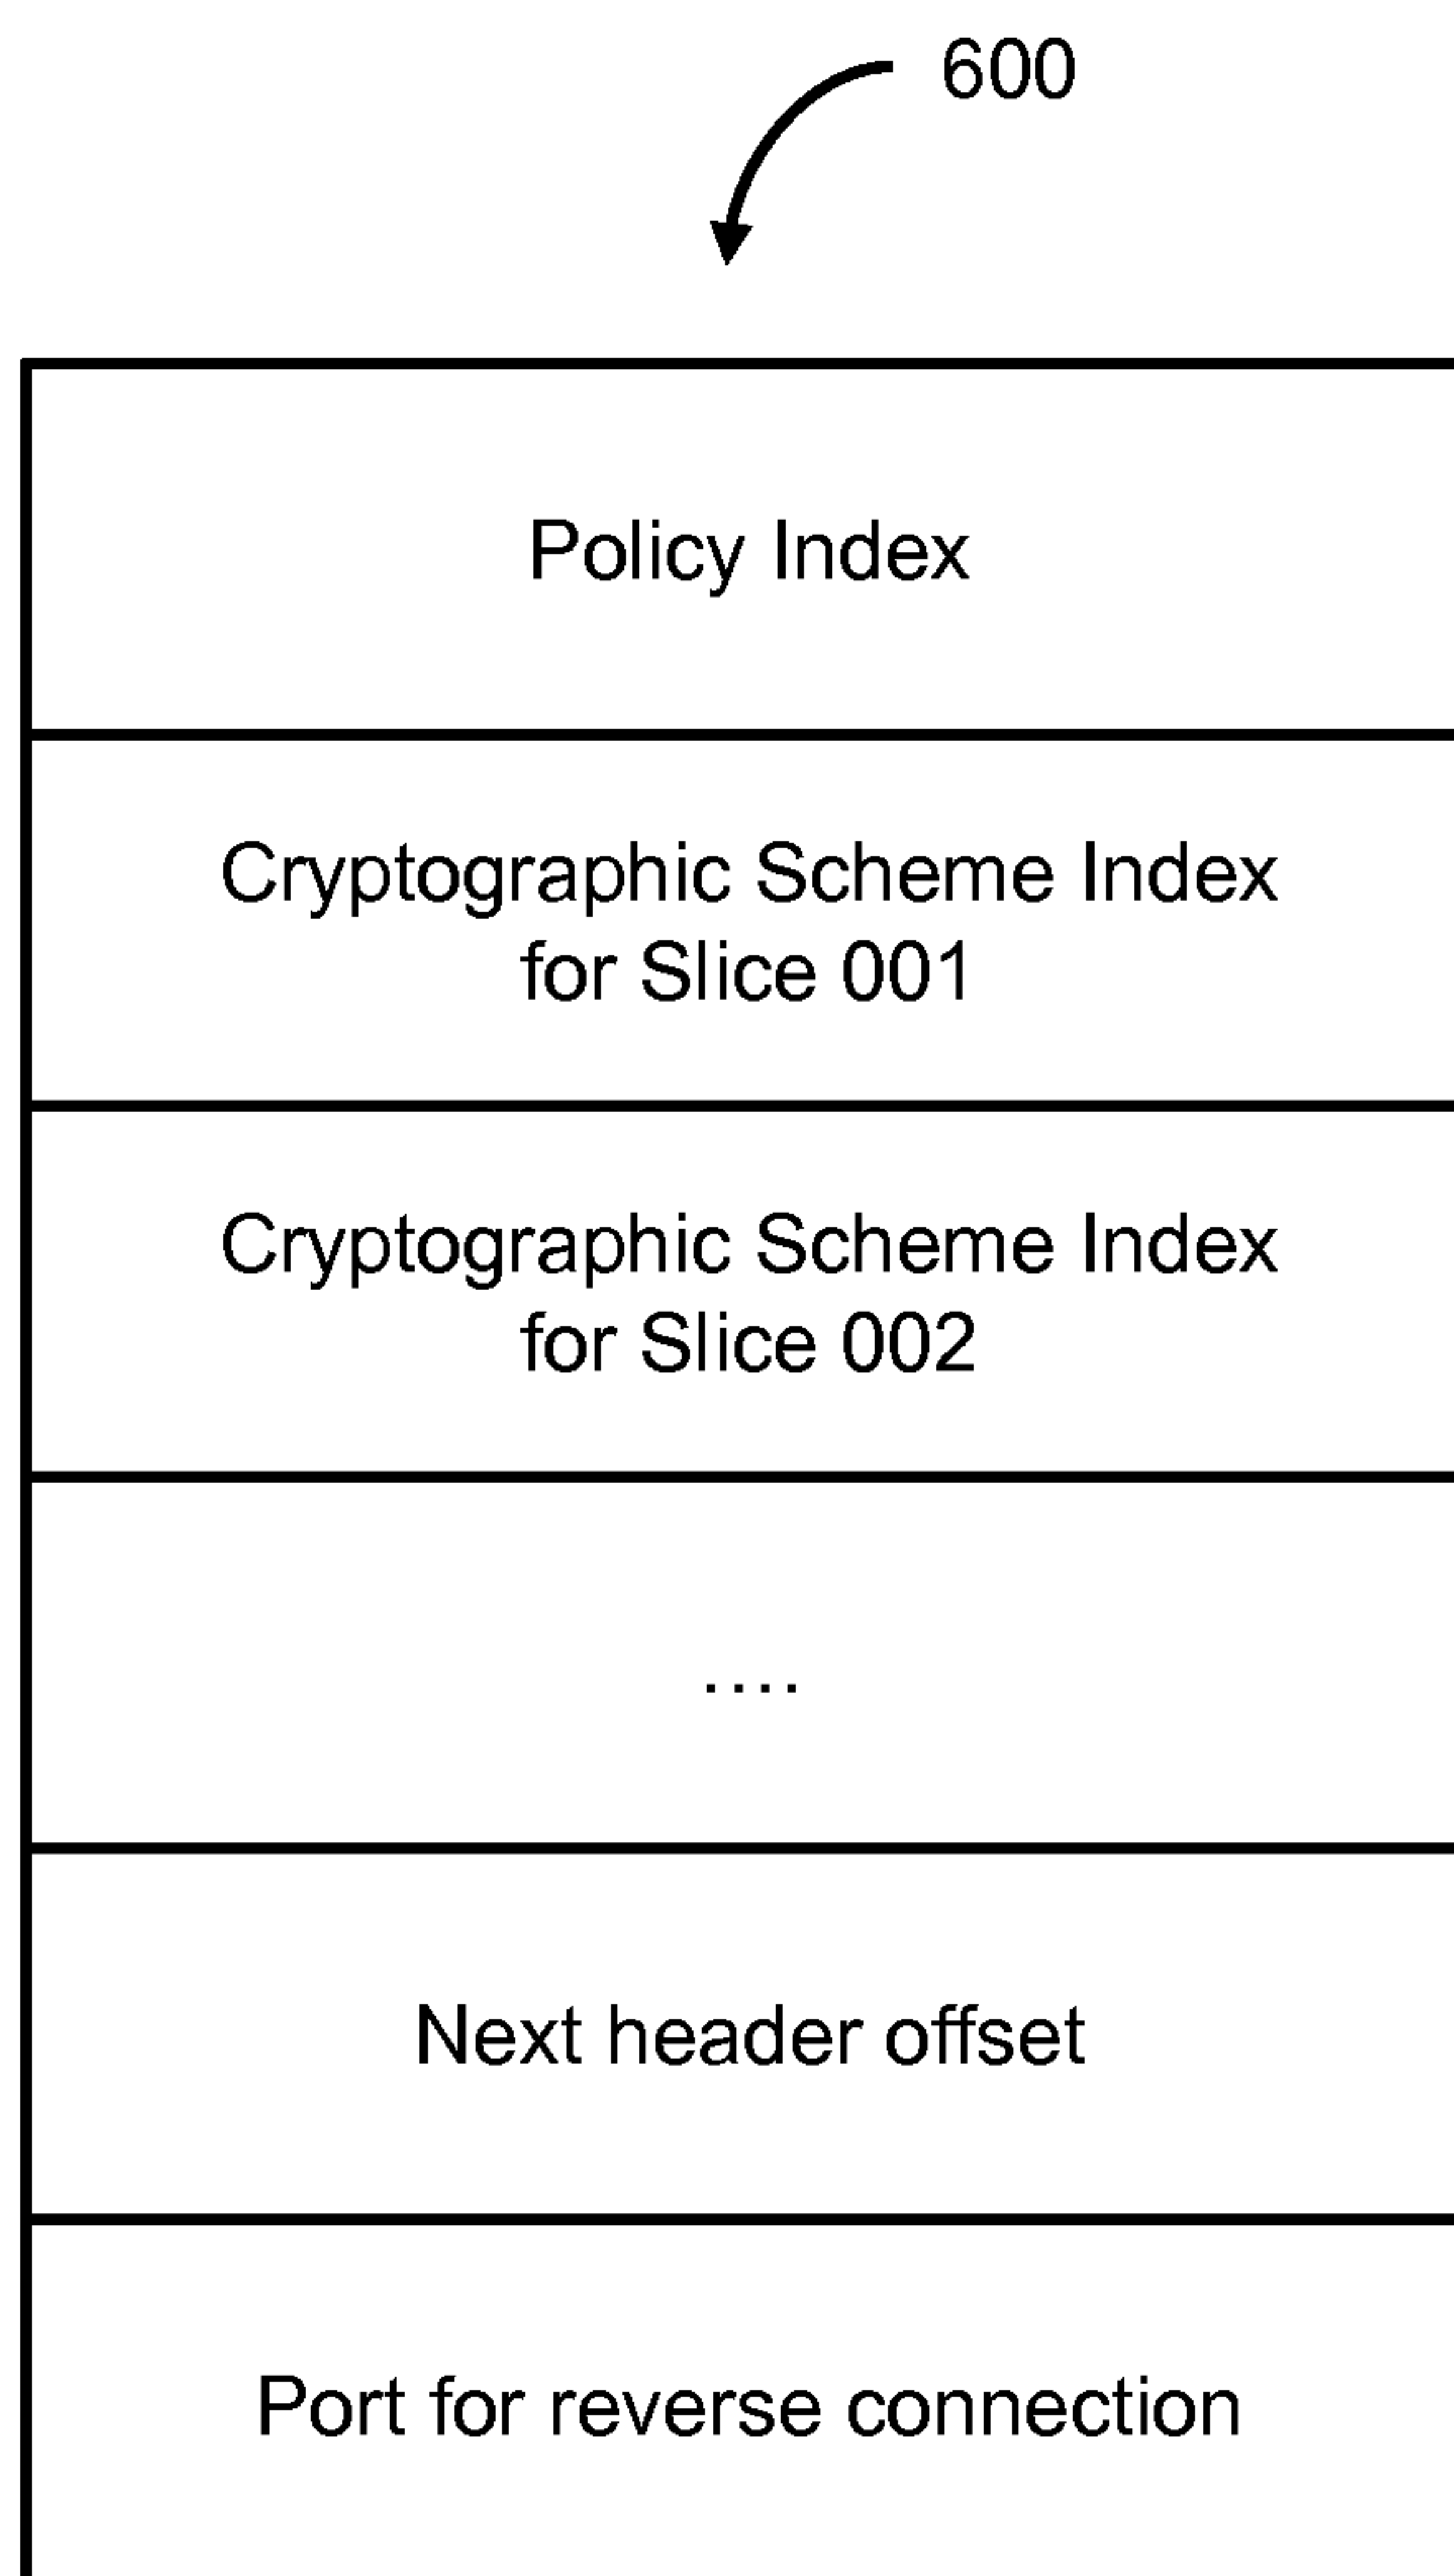 600
Policy Index
Cryptographic Scheme Index
for Slice 001
Cryptographic Scheme Index
for Slice 002
....
Next header offset
Port for reverse connection